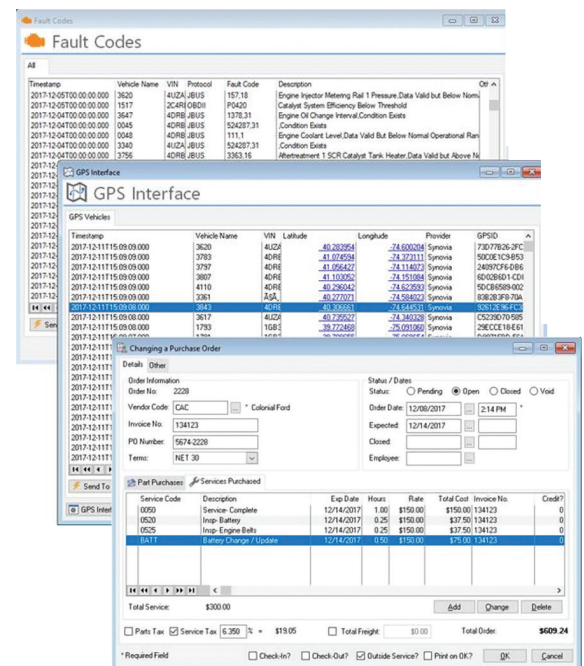 Fault Codes
Fault Codes
All
Timestamp Vehicle Name VIN Protocol Fault Code Description
2017-12-05T00:00:00.000 3620 4UZA JBUS 157,18 Engine Injector Metering Rail 1 Pressure,Data Valid but Below Norm
2017-12-05T00:00:00.000 1517 2C4RI OBDII P0420 Catalyst System Efficiency Below Threshold
2017-12-04T00:00:00.000 3647 4DRB JBUS 1378,31 Engine Oil Change Interval,Condition Exists
2017-12-04T00:00:00.000 0045 4DRB JBUS 524287,31 ,Condition Exists
2017-12-04T00:00:00.000 0048 4DRB JBUS 111,1 Engine Coolant Level,Data Valid But Below Normal Operational Ran
2017-12-04T00:00:00.000 3340 4UZA JBUS 524287,31 ,Condition Exists
2017-12-04T00:00:00.000 3756 4DRB JBUS 3363,16 Aftertreatment 1 SCR Catalyst Tank Heater,Data Valid but Above N
GPS Interface
GPS Interface
GPS Vehicles
Timestamp Vehicle Name VIN Latitude Longitude Provider GPSID
2017-12-11T15:09:09.000 3620 4UZA 40.283954 -74.600204 Synovia 73D77B26-2FC
2017-12-11T15:09:09.000 3783 4DRE 41.074594 -74.373111 Synovia 50C0E1C9-B53
2017-12-11T15:09:09.000 3797 4DRE 41.056427 -74.114073 Synovia 24097CF6-DB6
2017-12-11T15:09:09.000 3807 4DRE 41.103052 -74.151084 Synovia 6D02B6D1-CDI
2017-12-11T15:09:09.000 4110 4DRE 40.296042 -74.623593 Synovia 5DCB6589-002
2017-12-11T15:09:09.000 3361 40.277071 -74.584023 Synovia 83B2B3F8-70A
2017-12-11T15:09:08.000 3843 4DRE 40.306661 -74.644531 Synovia 92612E96-FC3
2017-12-11T15:09:08.000 3617 4UZA 40.735527 -74.340328 Synovia C5239D70-585
2017-12-11T15:09:08.000 1793 1GB3 39.772468 -75.091060 Synovia 29ECCE18-E61
Send To
GPS Interf
Changing a Purchase Order
Details Other
Order Information
Order No: 2228
Vendor Code: CAC ... * Colonial Ford
Invoice No. 134123
PO Number: 5674-2228
Terms: NET 30
Status / Dates
Status: Pending Open Closed Void
Order Date: 12/08/2017 ... 2:14 PM *
Expected: 12/14/2017 ...
Closed: ...
Employee: ...
Part Purchases Services Purchased
Service Code Description Exp Date Hours Rate Total Cost Invoice No. Credit?
0050 Service- Complete 12/14/2017 1.00 $150.00 $150.00 134123 0
0520 Insp- Battery 12/14/2017 0.25 $150.00 $37.50 134123 0
0525 Insp- Engine Belts 12/14/2017 0.25 $150.00 $37.50 134123 0
BATT Battery Change / Update 12/14/2017 0.50 $150.00 $75.00 134123 0
Total Service: $300.00 Add Change Delete
Parts Tax Service Tax 6.350 % = $19.05 Total Freight: $0.00 Total Order: $609.24
* Required Field Check-In? Check-Out? Outside Service? Print on OK? OK Cancel